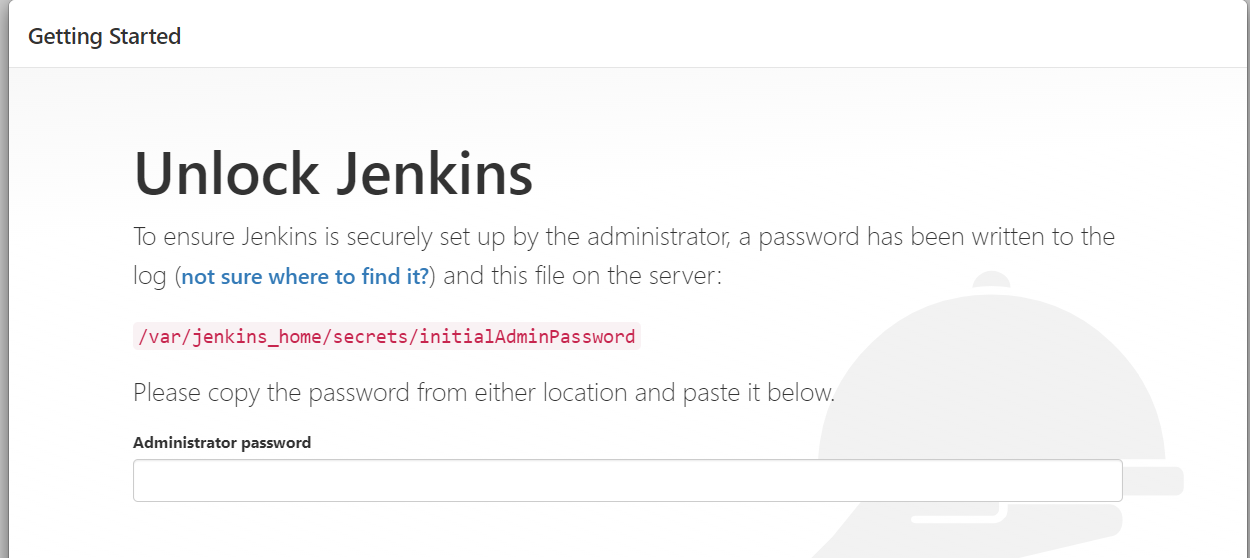 Getting Started
Unlock Jenkins
To ensure Jenkins is securely set up by the administrator, a password has been written to the
log (not sure where to find it?) and this file on the server:
/var/jenkins_home/secrets/initialAdminPassword
Please copy the password from either location and paste it below.
Administrator password